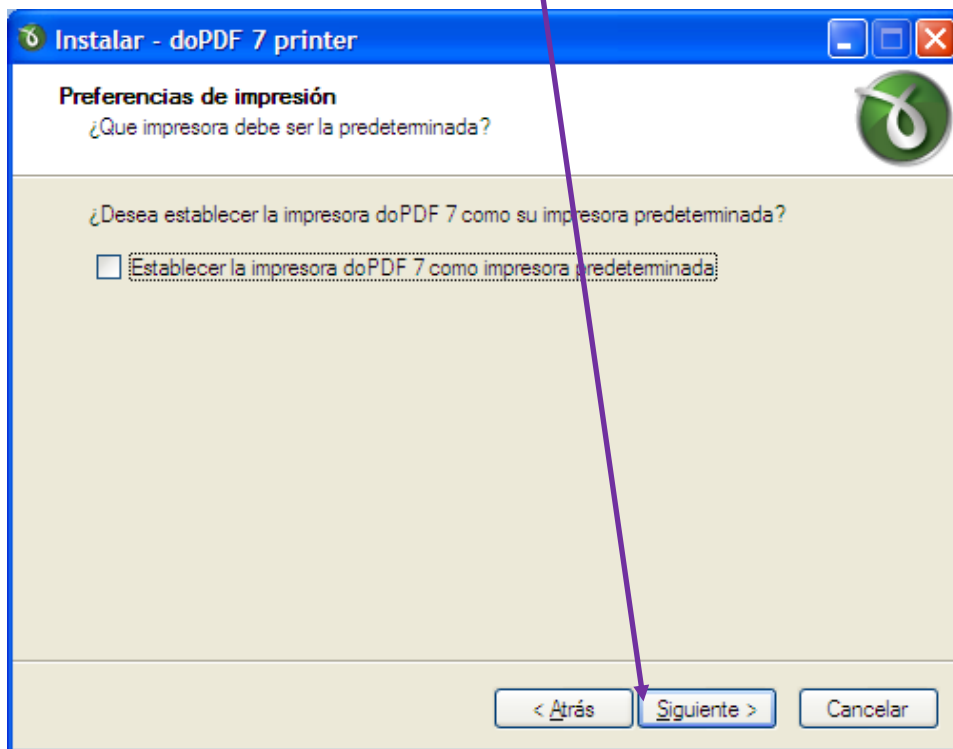 Instalar - doPDF 7 printer
Preferencias de impresión
¿Que impresora debe ser la predeterminada?
¿Desea establecer la impresora doPDF 7 como su impresora predeterminada?
Establecer la impresora doPDF 7 como impresora predeterminada
< Atrás Siguiente > Cancelar